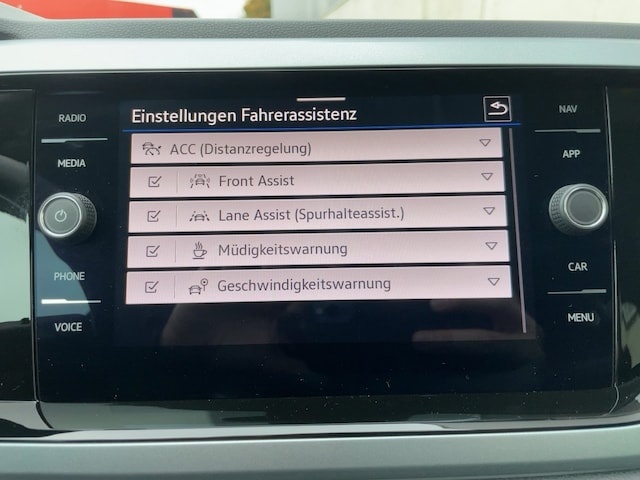 Einstellungen Fahrerassistenz
RADIO
MEDIA
PHONE
VOICE
ACC (Distanzregelung)
Front Assist
Lane Assist (Spurhalteassist.)
Müdigkeitswarnung
Geschwindigkeitswarnung
NAV
APP
CAR
MENU